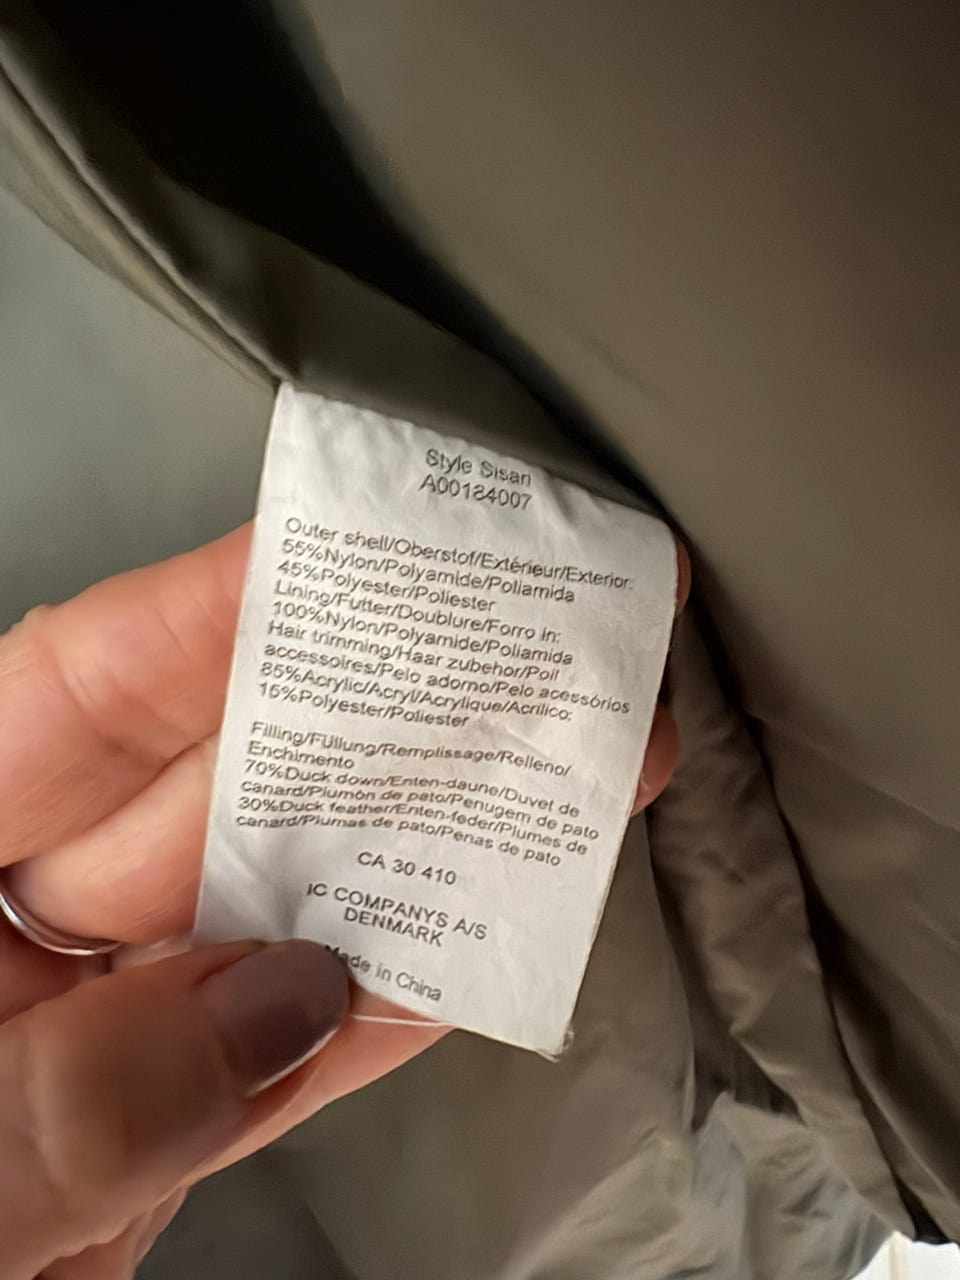 Style Sisan
A00184007
Outer shell/Oberstof/Extérieur/Exterior:
55%Nylon/Polyamide/Poliamida
45%Polyester/Poliester
Lining/Futter/Doublure/Forro in:
100%Nylon/Polyamide/Poliamida
Hair trimming/Haar zubehor/Poil
accessoires/Pelo adorno/Pelo acessórios
85%Acrylic/Acryl/Acrylique/Acrilico:
15%Polyester/Poliester
Filling/Füllung/Remplissage/Relleno/
Enchimento
70%Duck down/Enten-daune/Duvet de
canard/Plumón de pato/Penugem de pato
30%Duck feather/Enten-feder/Plumes de
canard/Plumas de pato/Penas de pato
CA 30 410
IC COMPANYS A/S
DENMARK
Made in China